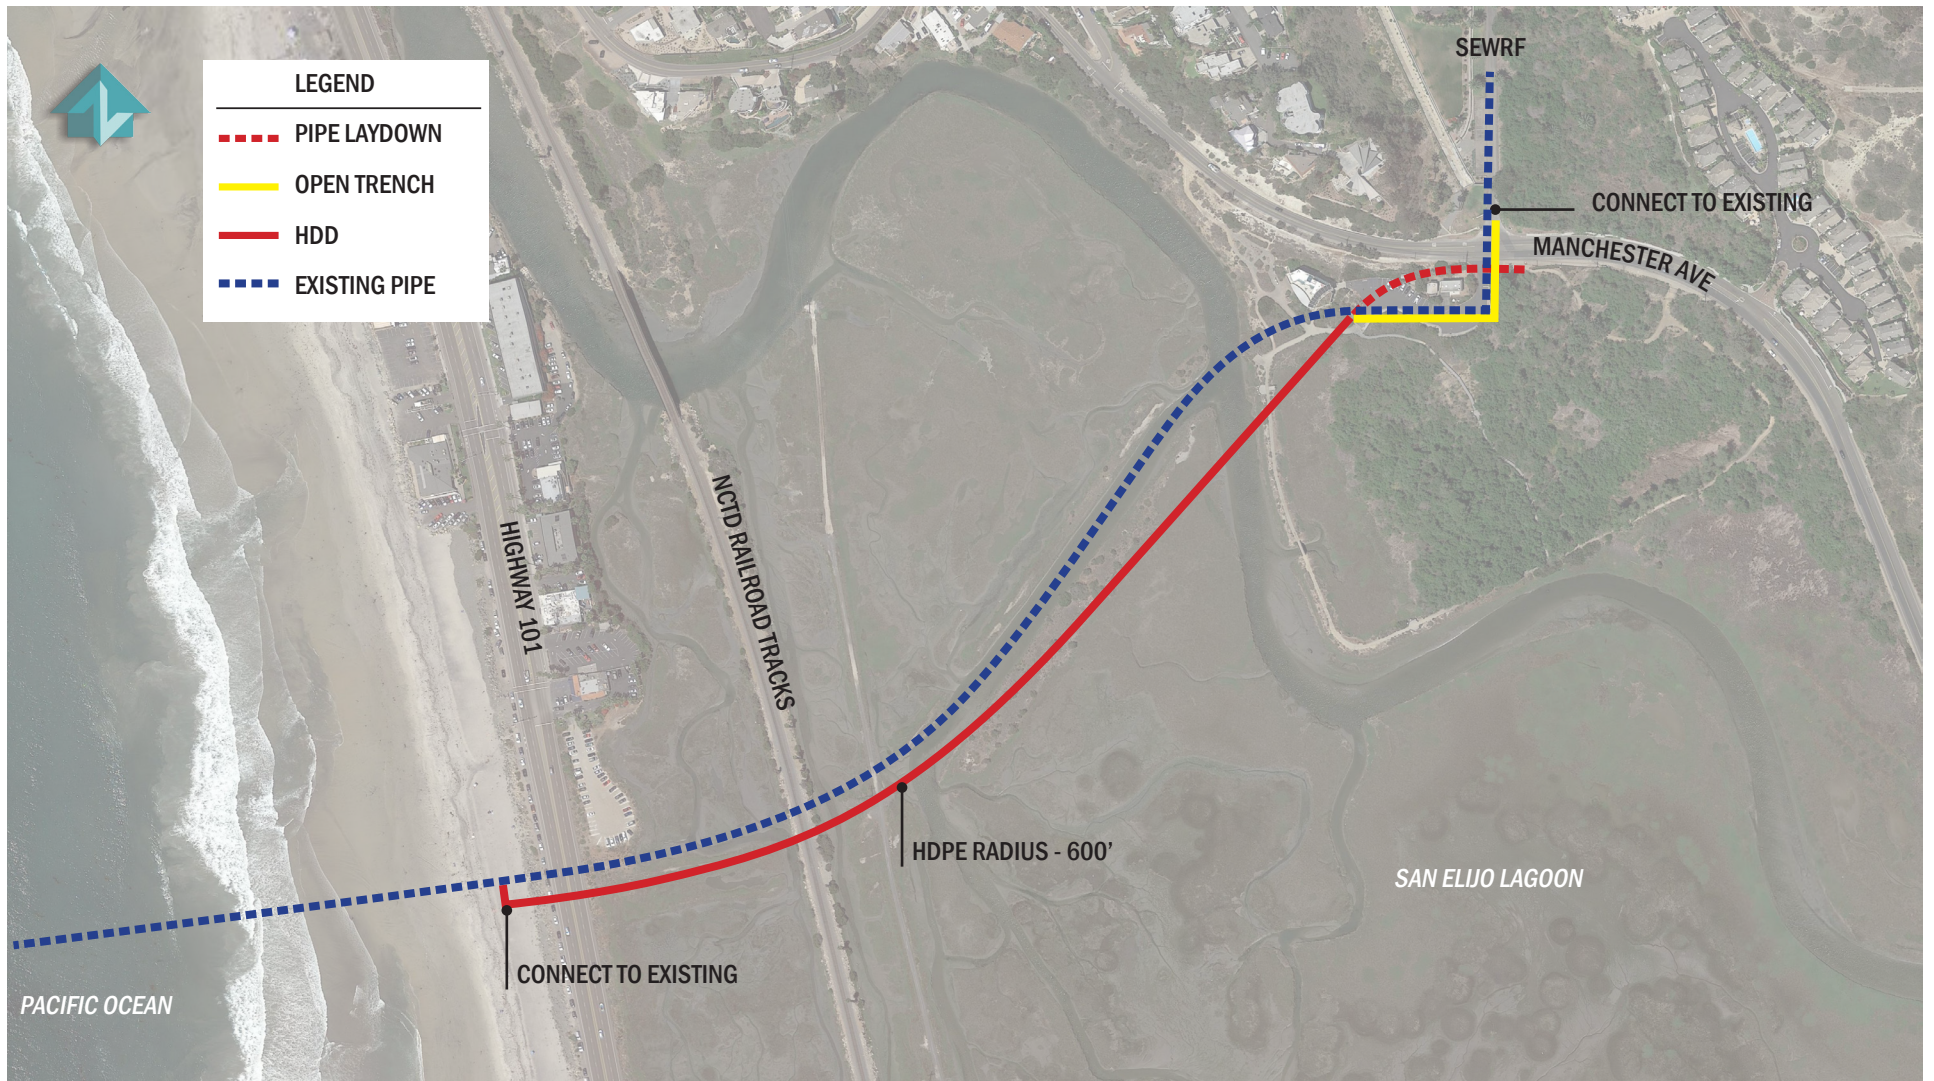 SEWRF
LEGEND
PIPE LAYDOWN
OPEN TRENCH
HDD
EXISTING PIPE
CONNECT TO EXISTING
MANCHESTER AVE
HIGHWAY 101
NCTD RAILROAD TRACKS
HDPE RADIUS - 600’
SAN ELIJO LAGOON
CONNECT TO EXISTING
PACIFIC OCEAN